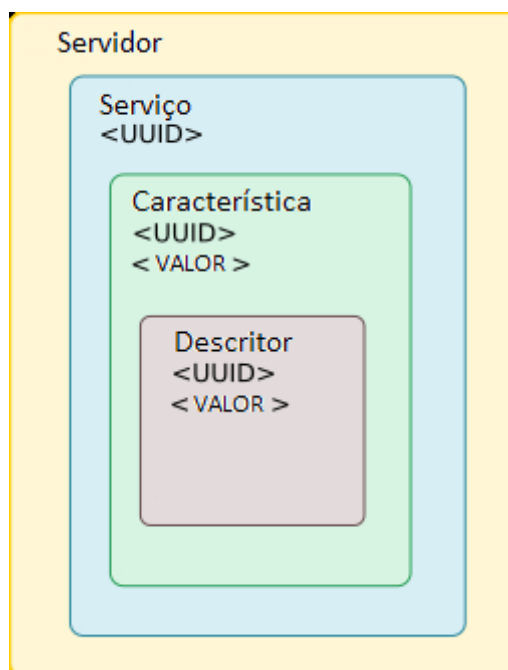 Servidor
Serviço
<UUID>
Característica
<UUID>
< VALOR >
Descritor
<UUID>
< VALOR >